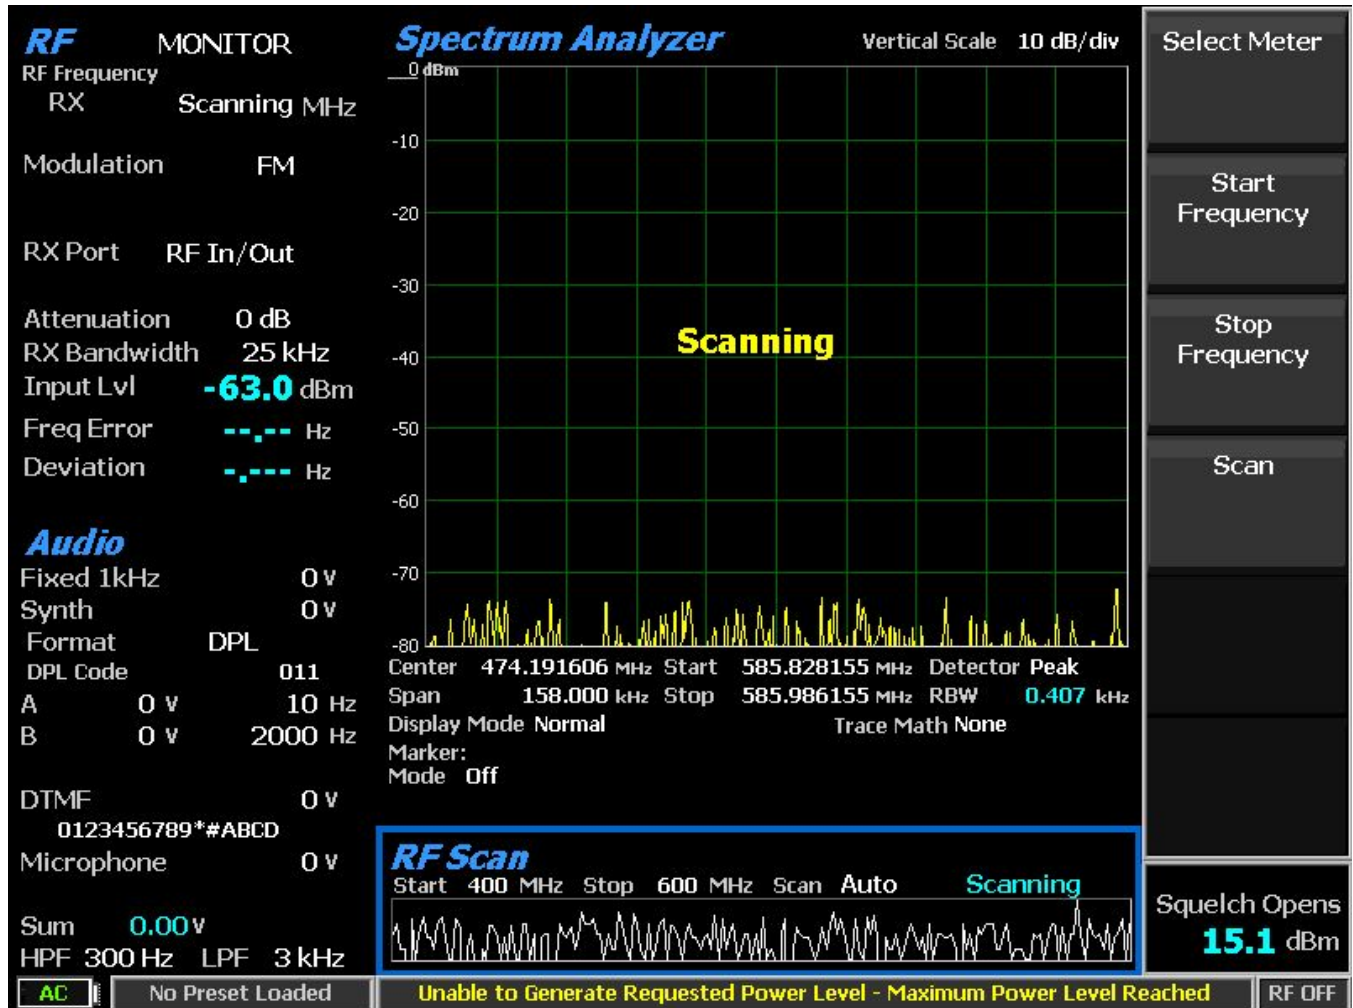 RF MONITOR
RF Frequency
RX Scanning MHz
Modulation FM
RX Port RF In/Out
Attenuation 0 dB
RX Bandwidth 25 kHz
Input Lvl -63.0 dBm
Freq Error --.-- Hz
Deviation -.--- Hz
Audio
Fixed 1kHz 0 V
Synth 0 V
Format DPL
DPL Code 011
A 0 V 10 Hz
B 0 V 2000 Hz
DTMF 0 V
0123456789*#ABCD
Microphone 0 V
Sum 0.00 V
HPF 300 Hz LPF 3 kHz
Spectrum Analyzer Vertical Scale 10 dB/div
0 dBm
-10
-20
-30
Scanning
-40
-50
-60
-70
-80
Center 474.191606 MHz Start 585.828155 MHz Detector Peak
Span 158.000 kHz Stop 585.986155 MHz RBW 0.407 kHz
Display Mode Normal Trace Math None
Marker:
Mode Off
RF Scan
Start 400 MHz Stop 600 MHz Scan Auto Scanning
Select Meter
Start
Frequency
Stop
Frequency
Scan
Squelch Opens
15.1 dBm
AC No Preset Loaded Unable to Generate Requested Power Level - Maximum Power Level Reached RF OFF